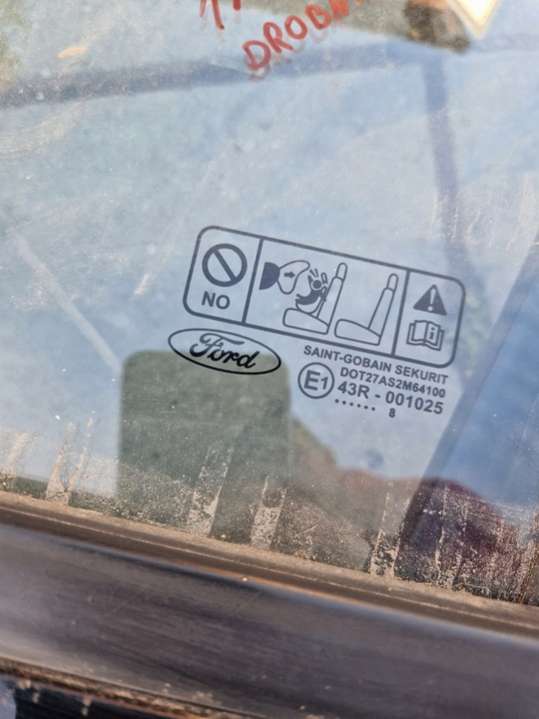 DROB
NO
Ford
SAINT-GOBAIN SEKURIT
DOT27AS2M64100
E1
43R - 001025
...... 8